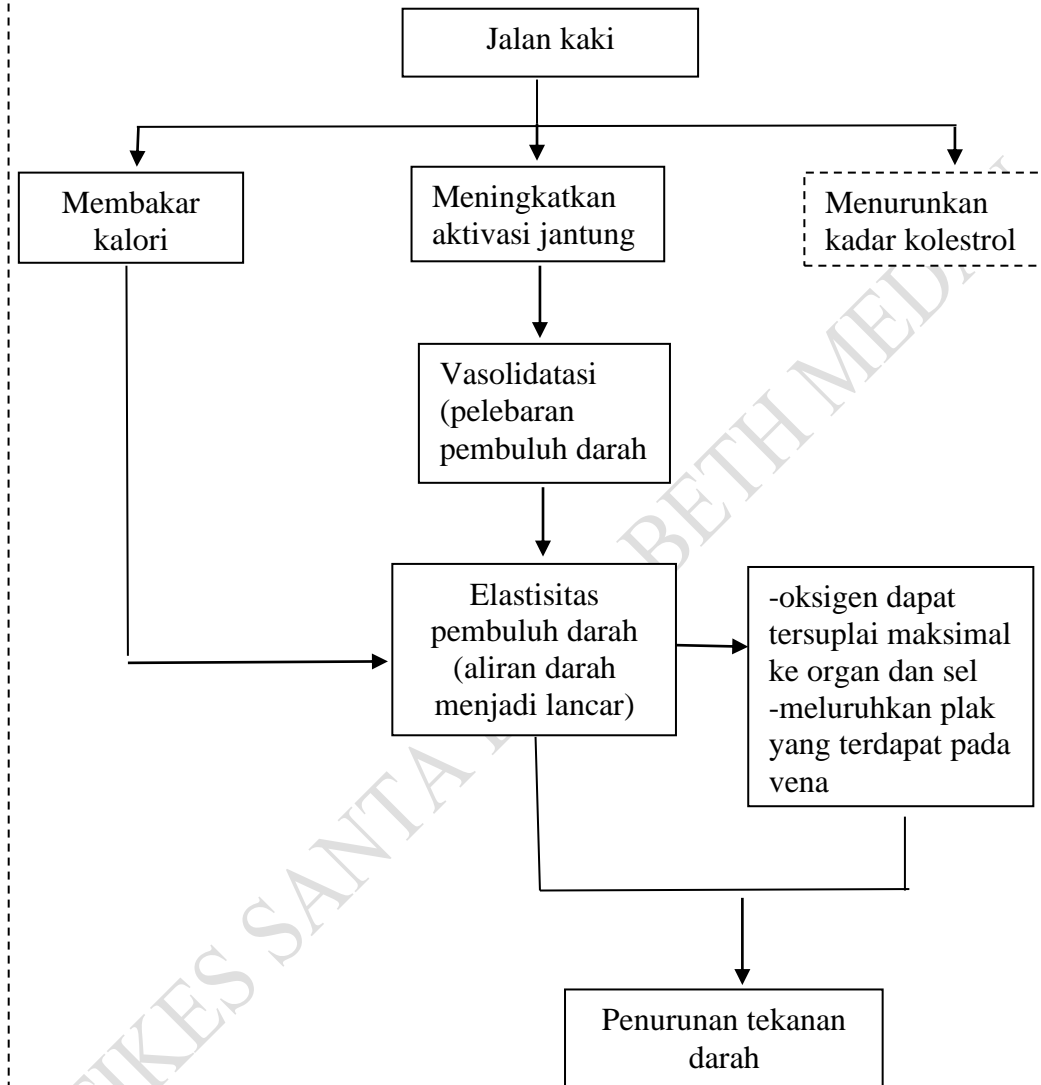 Jalan kaki
Membakar
kalori
Meningkatkan
aktivasi jantung
Menurunkan
kadar kolestrol
Vasolidatasi
(pelebaran
pembuluh darah
Elastisitas
pembuluh darah
(aliran darah
menjadi lancar)
-oksigen dapat
tersuplai maksimal
ke organ dan sel
-meluruhkan plak
yang terdapat pada
vena
Penurunan tekanan
darah
SANTA BETH